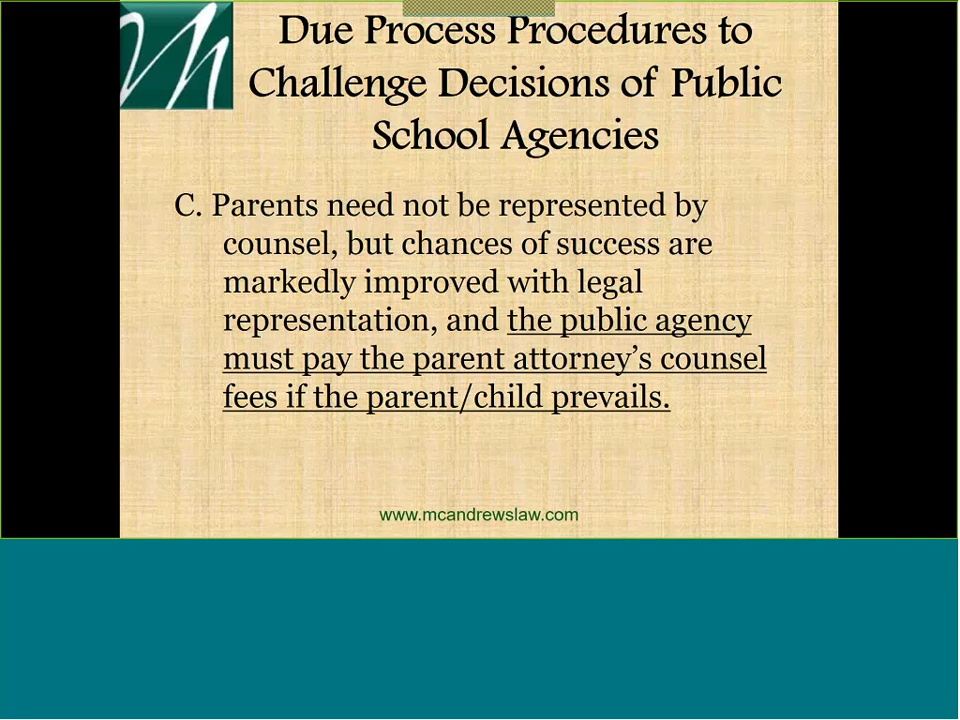 Due Process Procedures to
Challenge Decisions of Public
School Agencies
C. Parents need not be represented by
counsel, but chances of success are
markedly improved with legal
representation, and the public agency
must pay the parent attorney’s counsel
fees if the parent/child prevails.
www.mcandrewslaw.com